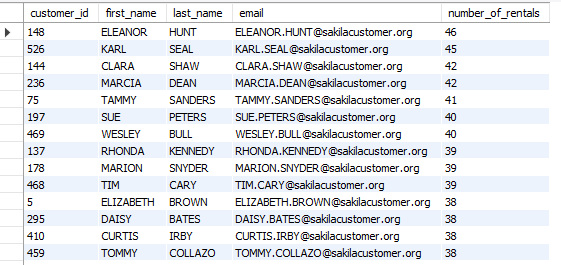 customer_id first_name last_name email number_of_rentals
148 ELEANOR HUNT ELEANOR.HUNT@sakilacustomer.org 46
526 KARL SEAL KARL.SEAL@sakilacustomer.org 45
144 CLARA SHAW CLARA.SHAW@sakilacustomer.org 42
236 MARCIA DEAN MARCIA.DEAN@sakilacustomer.org 42
75 TAMMY SANDERS TAMMY.SANDERS@sakilacustomer.org 41
197 SUE PETERS SUE.PETERS@sakilacustomer.org 40
469 WESLEY BULL WESLEY.BULL@sakilacustomer.org 40
137 RHONDA KENNEDY RHONDA.KENNEDY@sakilacustomer.org 39
178 MARION SNYDER MARION.SNYDER@sakilacustomer.org 39
468 TIM CARY TIM.CARY@sakilacustomer.org 39
5 ELIZABETH BROWN ELIZABETH.BROWN@sakilacustomer.org 38
295 DAISY BATES DAISY.BATES@sakilacustomer.org 38
410 CURTIS IRBY CURTIS.IRBY@sakilacustomer.org 38
459 TOMMY COLLAZO TOMMY.COLLAZO@sakilacustomer.org 38